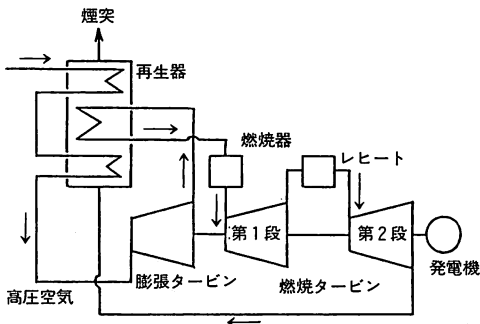 煙突
再生器
燃焼器
レヒート
第1段
第2段
発電機
膨張タービン
燃焼タービン
高圧空気